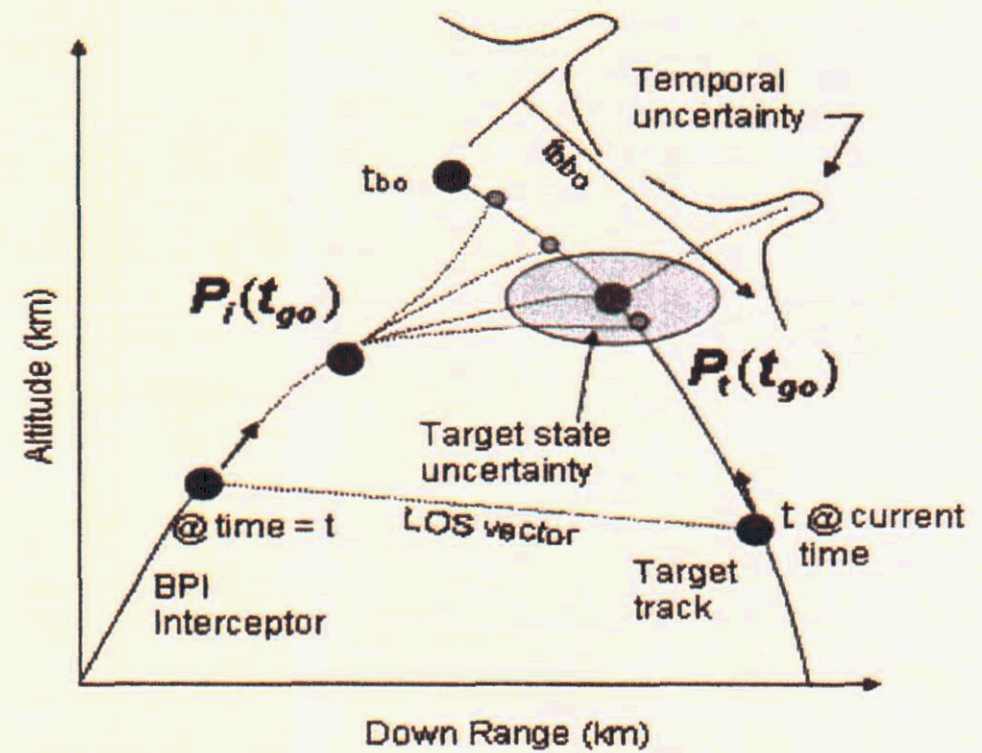 Temporal
uncertainty
tbo
tbbo
Pi(tgo)
Pt(tgo)
Altitude (km)
Target state
uncertainty
@ time = t
LOS vector
t @ current
time
BPI
Interceptor
Target
track
Down Range (km)